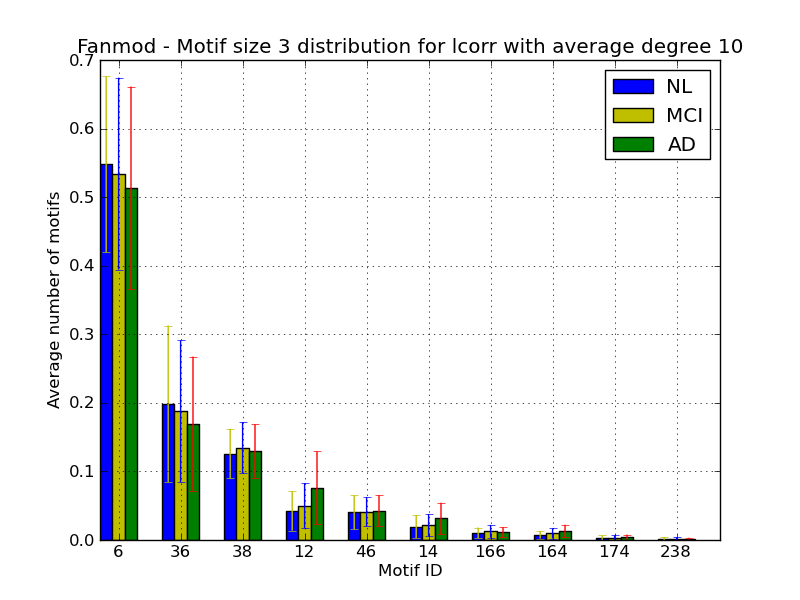 Fanmod - Motif size 3 distribution for lcorr with average degree 10
NL
MCI
AD
Average number of motifs
0.7
0.6
0.5
0.4
0.3
0.2
0.1
0.0
6 36 38 12 46 14 166 164 174 238
Motif ID